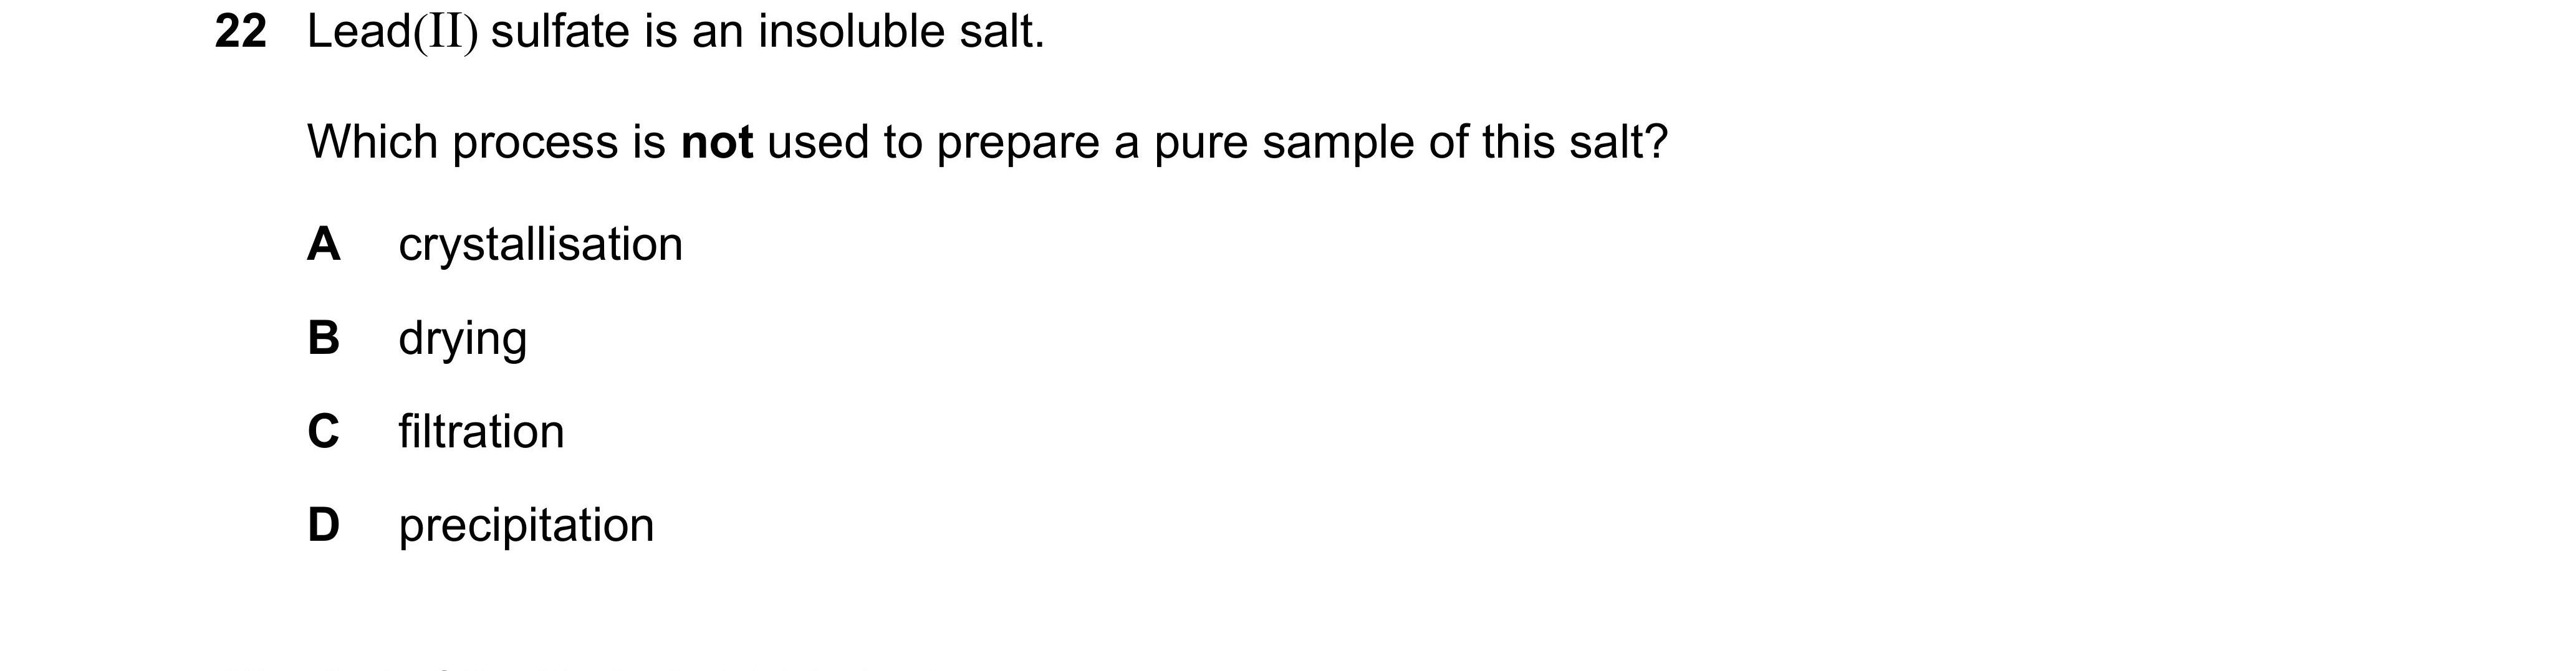 22 Lead(II) sulfate is an insoluble salt.
Which process is not used to prepare a pure sample of this salt?
A crystallisation
B drying
C filtration
D precipitation